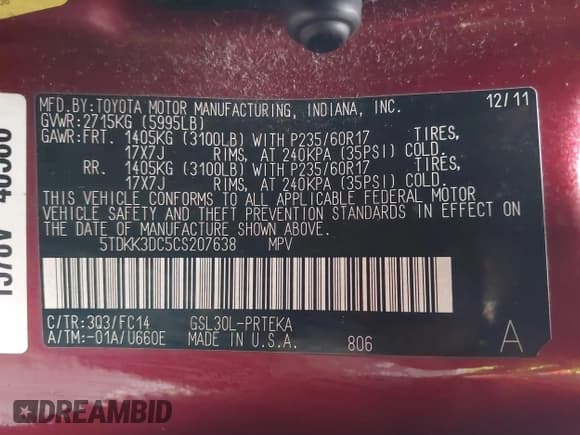 MFD.BY:TOYOTA MOTOR MANUFACTURING, INDIANA, INC. 12/11
GVWR:2715KG (5995LB)
GAWR:FRT. 1405KG (3100LB) WITH P235/60R17 TIRES,
17X7J RIMS, AT 240KPA (35PSI) COLD.
RR. 1405KG (3100LB) WITH P235/60R17 TIRES,
17X7J RIMS, AT 240KPA (35PSI) COLD.
THIS VEHICLE CONFORMS TO ALL APPLICABLE FEDERAL MOTOR
VEHICLE SAFETY AND THEFT PREVENTION STANDARDS IN EFFECT ON
THE DATE OF MANUFACTURE SHOWN ABOVE.
5TDKK3DC5CS207638 MPV
C/TR:3Q3/FC14 GSL30L-PRTEKA
A/TM:-01A/U660E MADE IN U.S.A. 806 A
DREAMBID